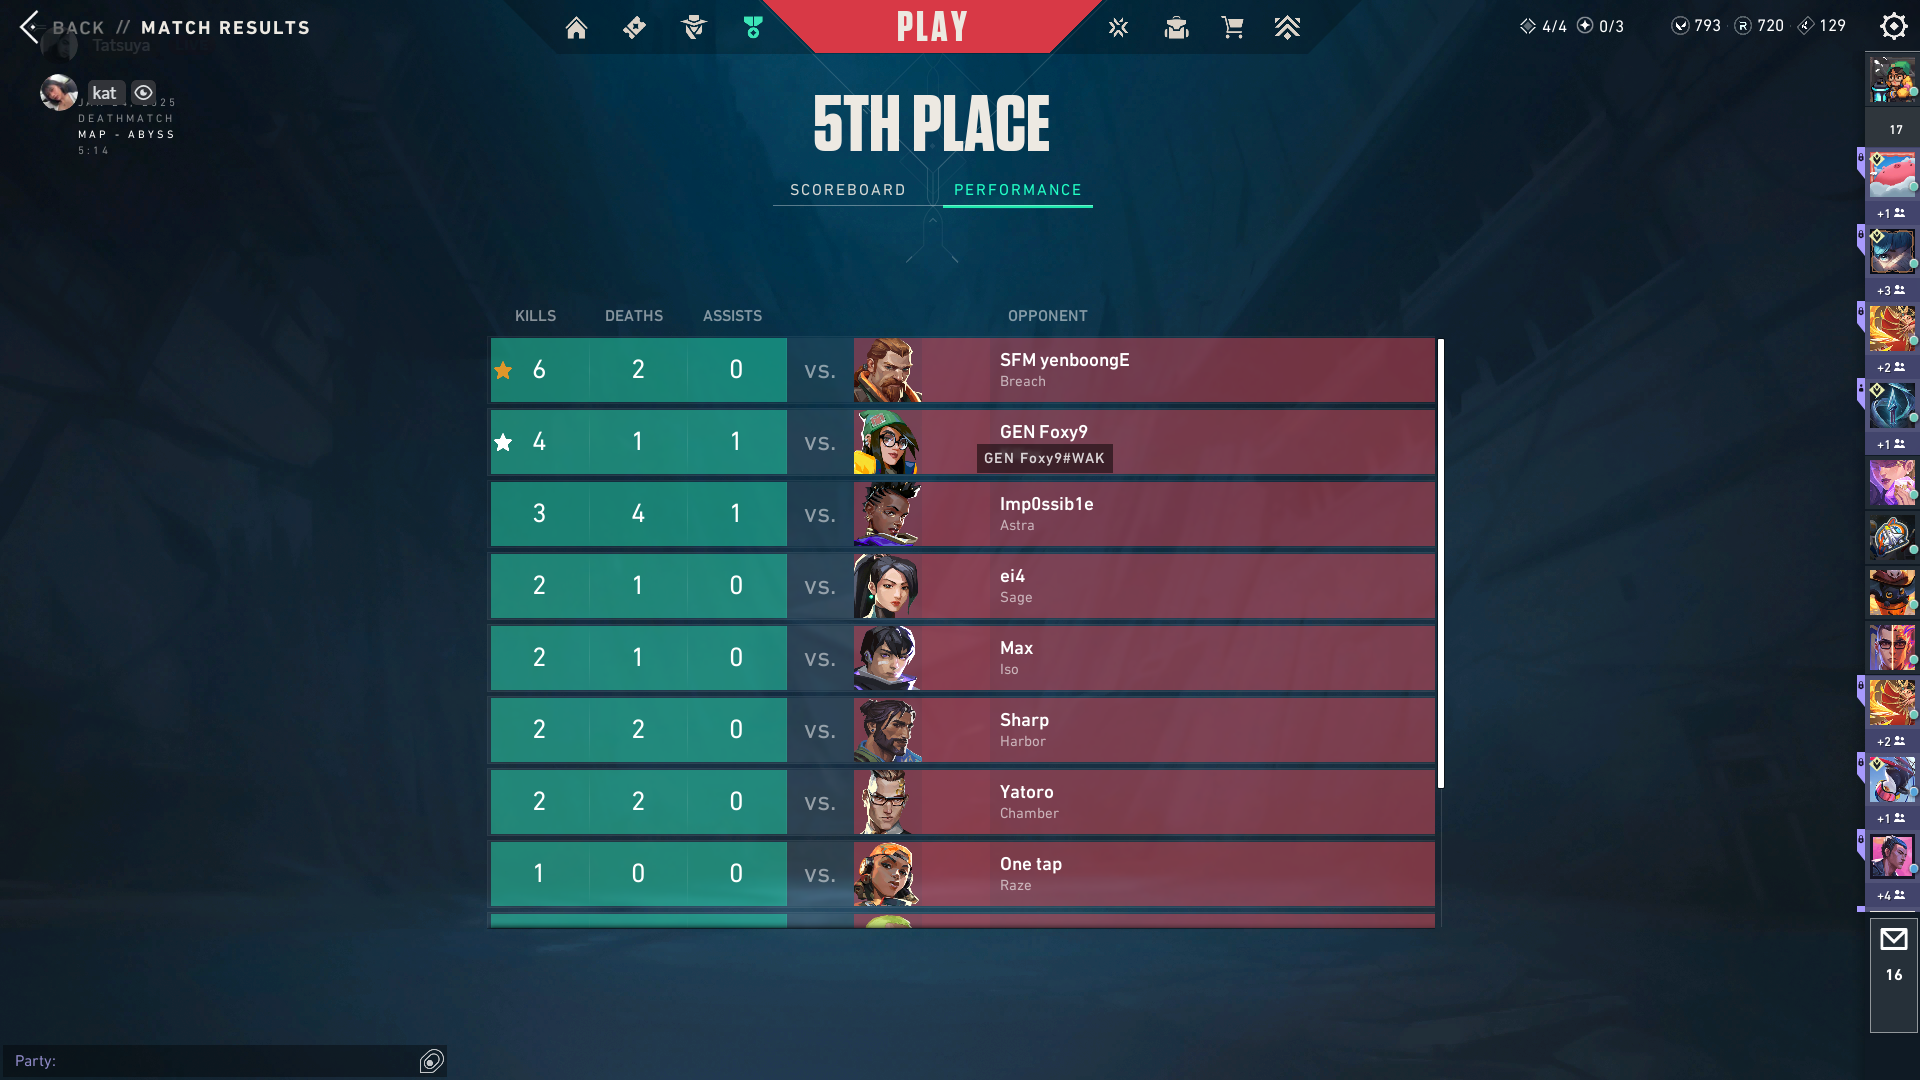 BACK // MATCH RESULTS
PLAY
4/4 0/3 793 720 129
Tatsuya
kat
DEATHMATCH
MAP - ABYSS
5:14
5TH PLACE
SCOREBOARD PERFORMANCE
KILLS DEATHS ASSISTS OPPONENT
6 2 0 VS. SFM yenboongE
Breach
4 1 1 VS. GEN Foxy9
GEN Foxy9#WAK
3 4 1 VS. Imp0ssib1e
Astra
2 1 0 VS. ei4
Sage
2 1 0 VS. Max
Iso
2 2 0 VS. Sharp
Harbor
2 2 0 VS. Yatoro
Chamber
1 0 0 VS. One tap
Raze
17
+1
+3
+2
+1
+2
+1
+4
16
Party: